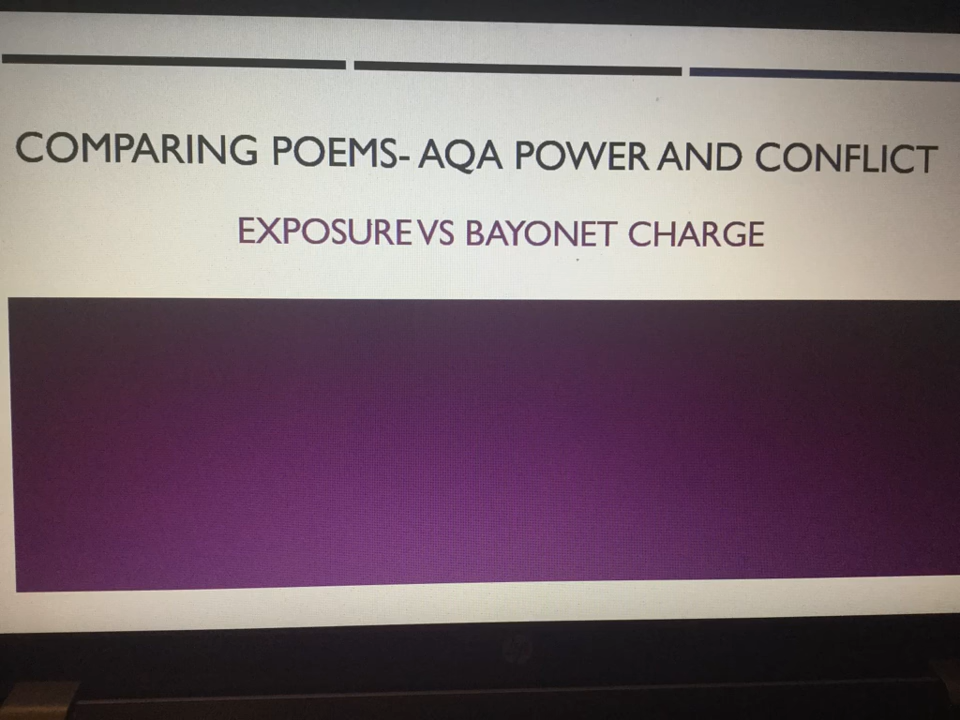 COMPARING POEMS- AQA POWER AND CONFLICT
EXPOSURE VS BAYONET CHARGE